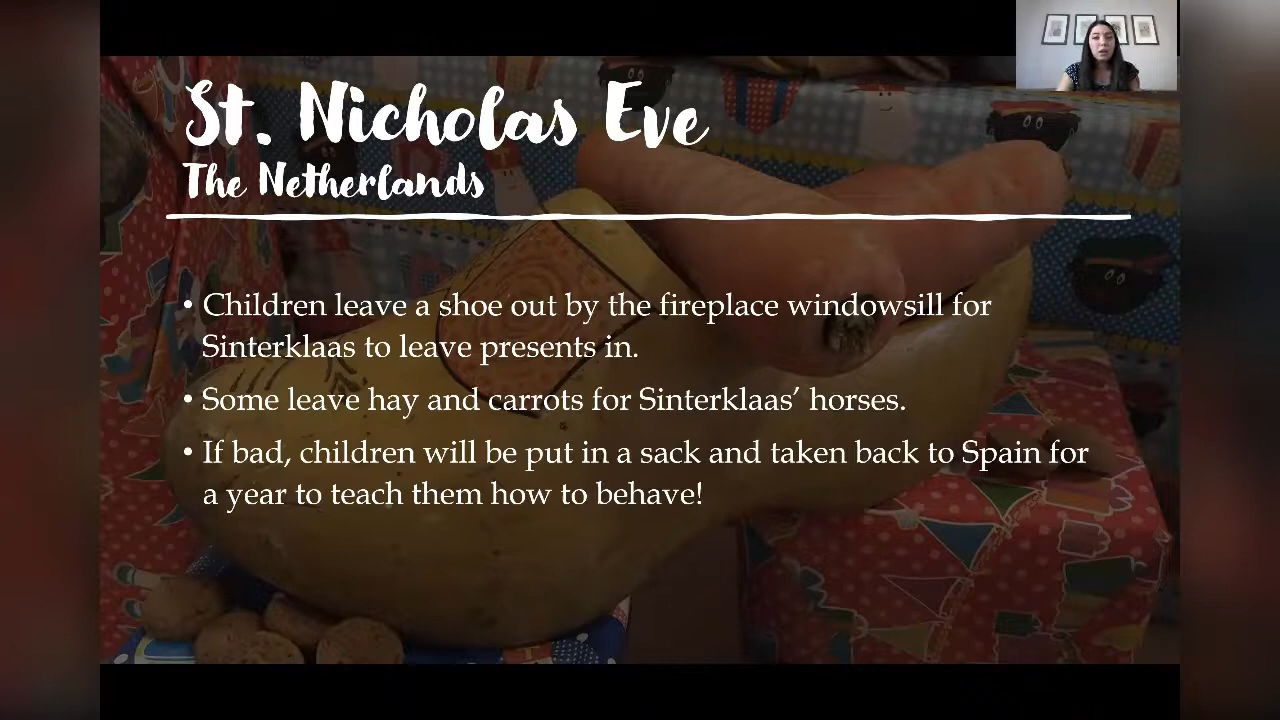 St. Nicholas Eve
The Netherlands
• Children leave a shoe out by the fireplace windowsill for
Sinterklaas to leave presents in.
• Some leave hay and carrots for Sinterklaas’ horses.
• If bad, children will be put in a sack and taken back to Spain for
a year to teach them how to behave!